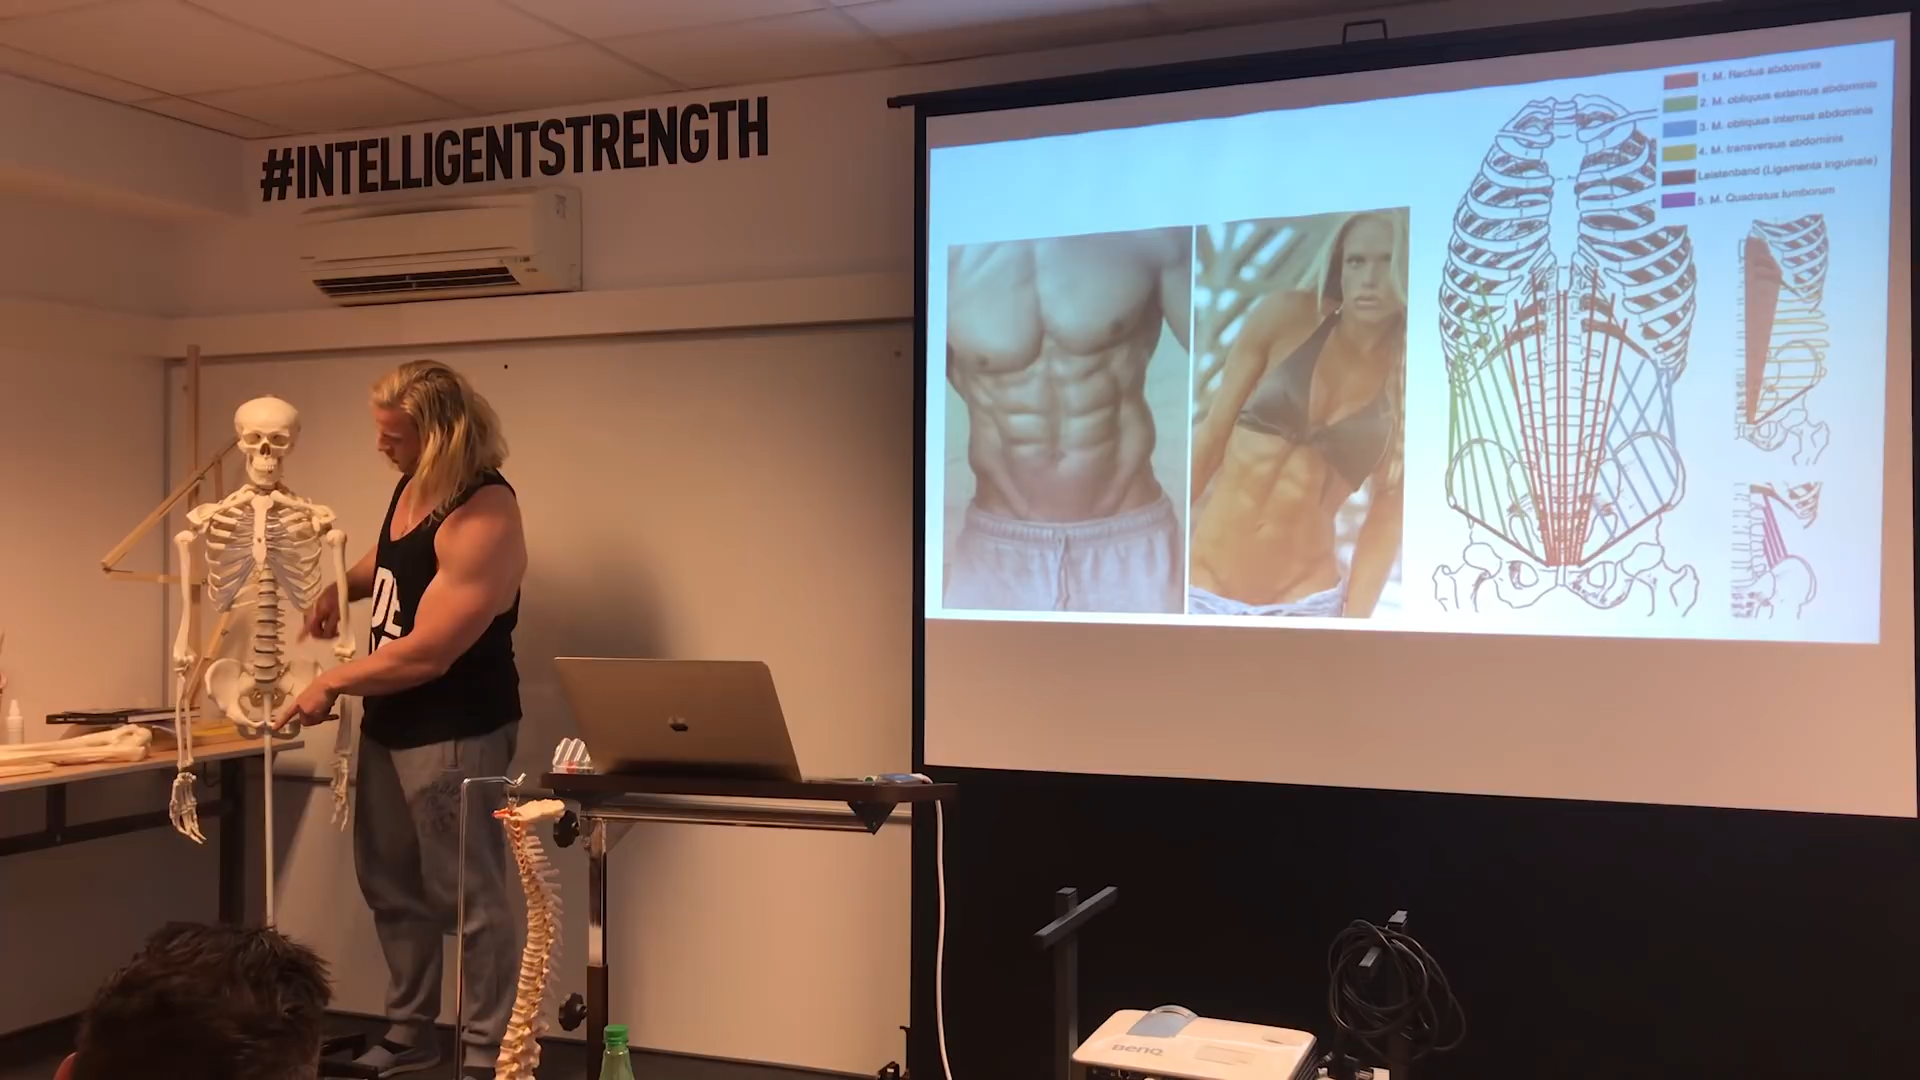 #INTELLIGENTSTRENGTH
1. M. Rectus abdominis
2. M. obliquus externus abdominis
3. M. obliquus internus abdominis
4. M. transversus abdominis
Leistenband (Ligamenta inguinale)
5. M. Quadratus lumborum
BenQ